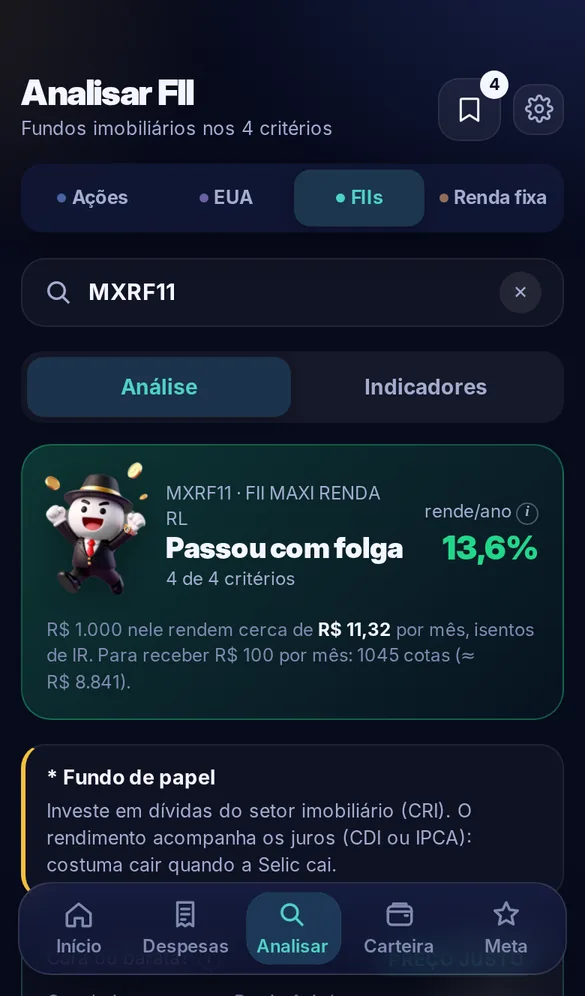 Analisar FII
4
Fundos imobiliários nos 4 critérios
Ações
EUA
FIIs
Renda fixa
MXRF11
×
Análise
Indicadores
MXRF11 · FII MAXI RENDA
RL
rende/ano i
Passou com folga
13,6%
4 de 4 critérios
R$ 1.000 nele rendem cerca de R$ 11,32 por mês, isentos
de IR. Para receber R$ 100 por mês: 1045 cotas (≈
R$ 8.841).
* Fundo de papel
Investe em dívidas do setor imobiliário (CRI). O
rendimento acompanha os juros (CDI ou IPCA):
costuma cair quando a Selic cai.
Início
Despesas
Analisar
Carteira
Meta
PREÇO JUSTO